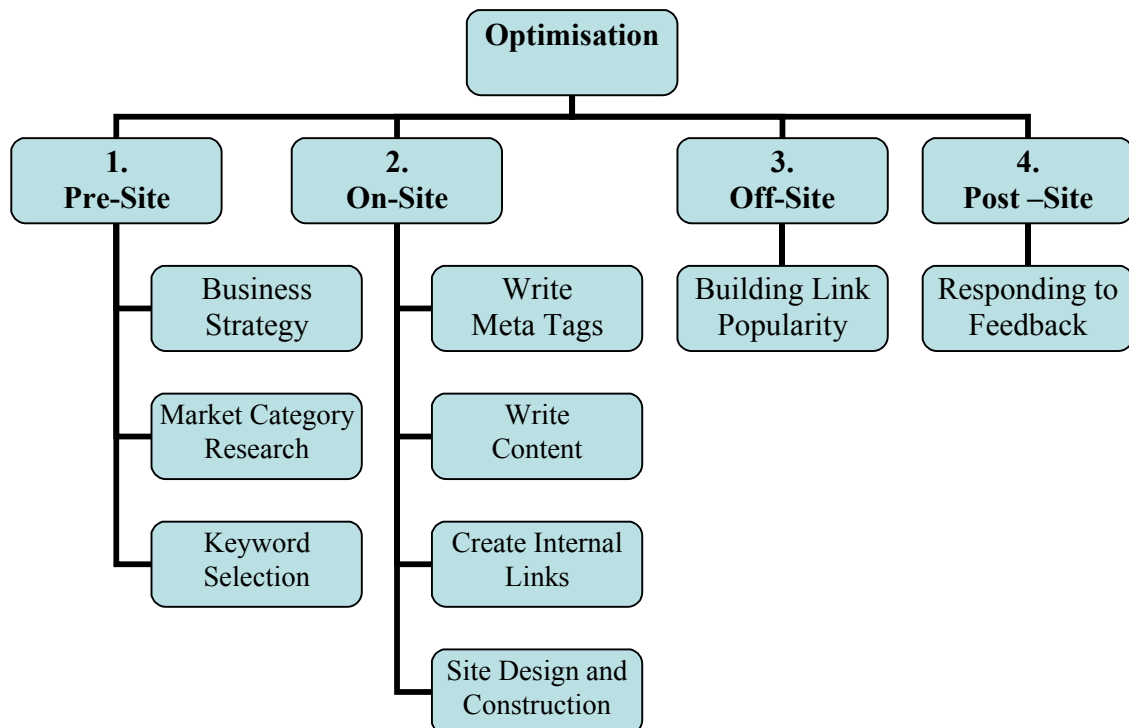 Optimisation
1.
Pre-Site
2.
On-Site
3.
Off-Site
4.
Post –Site
Business
Strategy
Market Category
Research
Keyword
Selection
Write
Meta Tags
Write
Content
Create Internal
Links
Site Design and
Construction
Building Link
Popularity
Responding to
Feedback